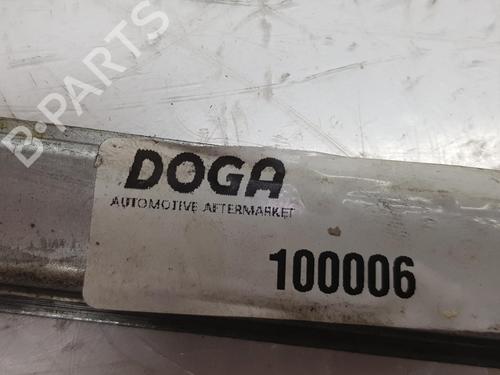 B-PARTS
DOGA
AUTOMOTIVE AFTERMARKET
100006